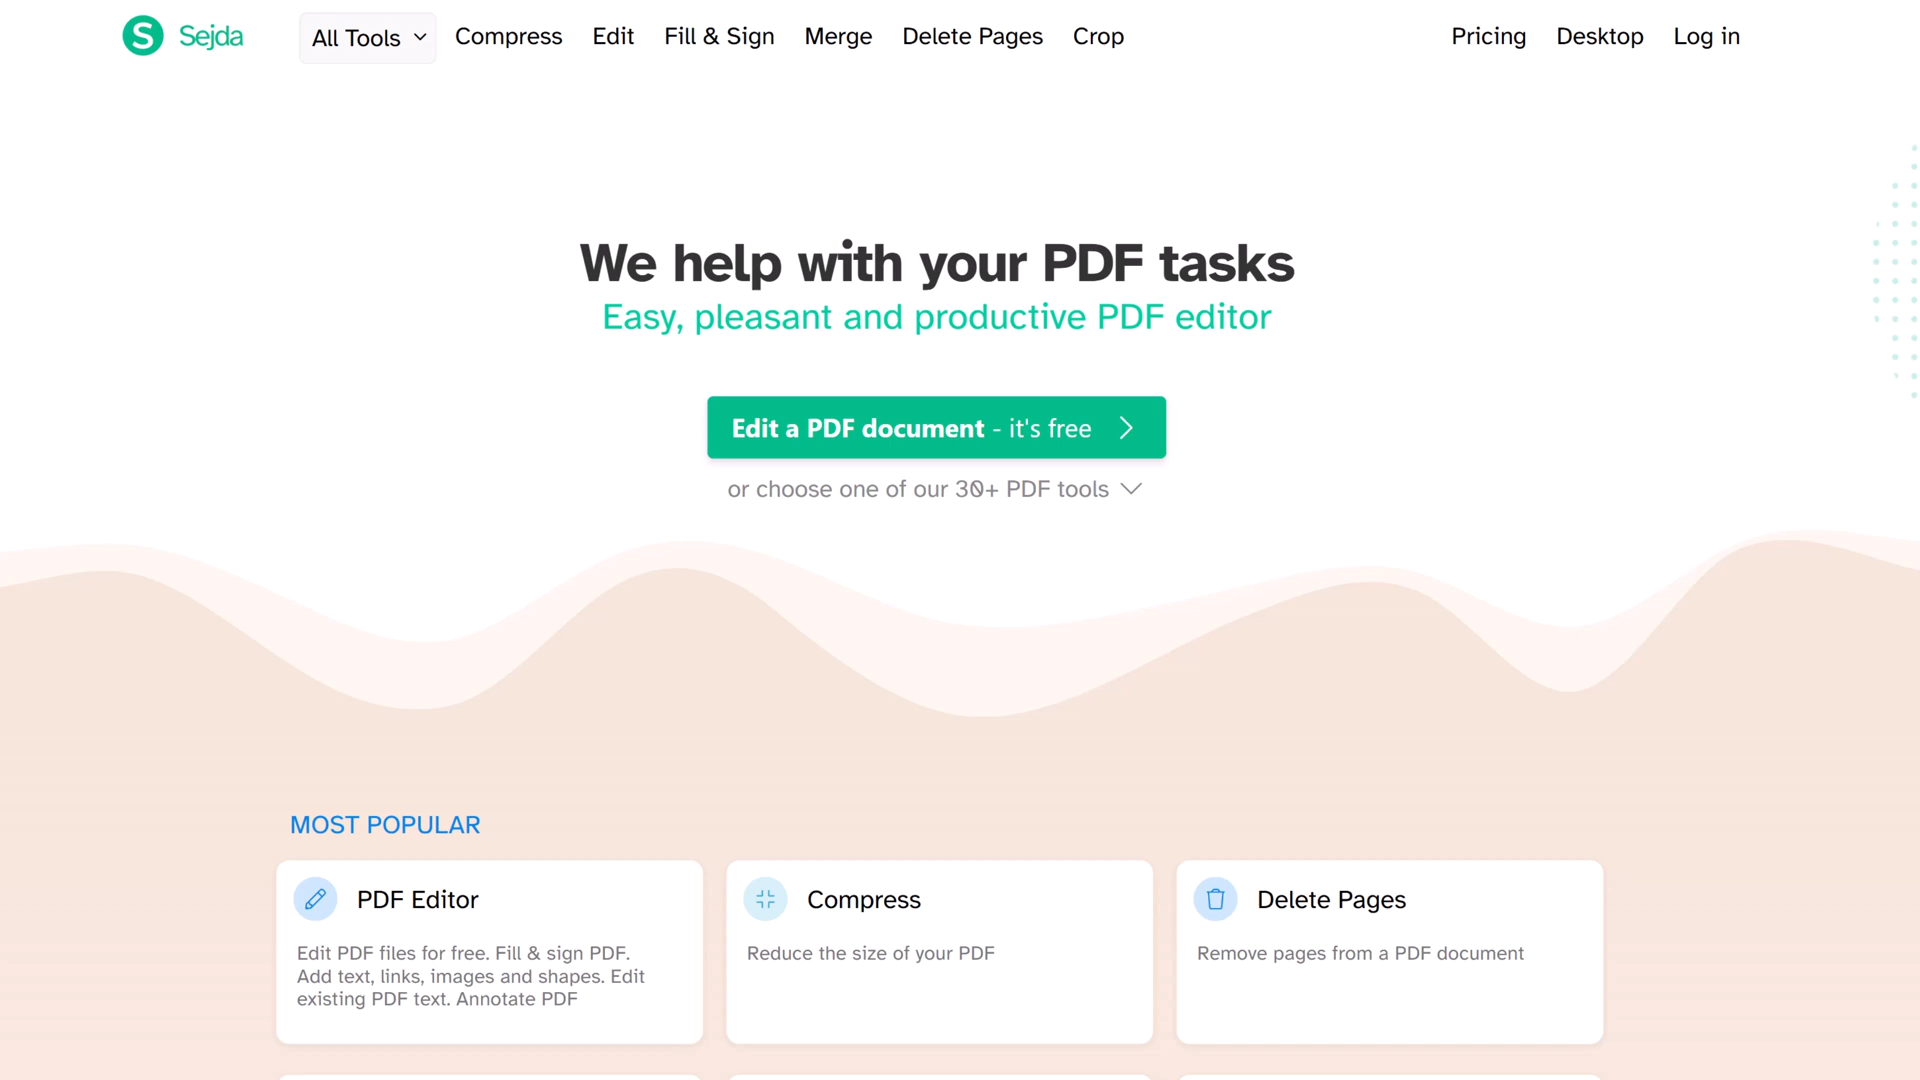 S Sejda
All Tools Compress Edit Fill & Sign Merge Delete Pages Crop Pricing Desktop Log in
We help with your PDF tasks
Easy, pleasant and productive PDF editor
Edit a PDF document - it's free
or choose one of our 30+ PDF tools
MOST POPULAR
PDF Editor
Edit PDF files for free. Fill & sign PDF.
Add text, links, images and shapes. Edit
existing PDF text. Annotate PDF
Compress
Reduce the size of your PDF
Delete Pages
Remove pages from a PDF document